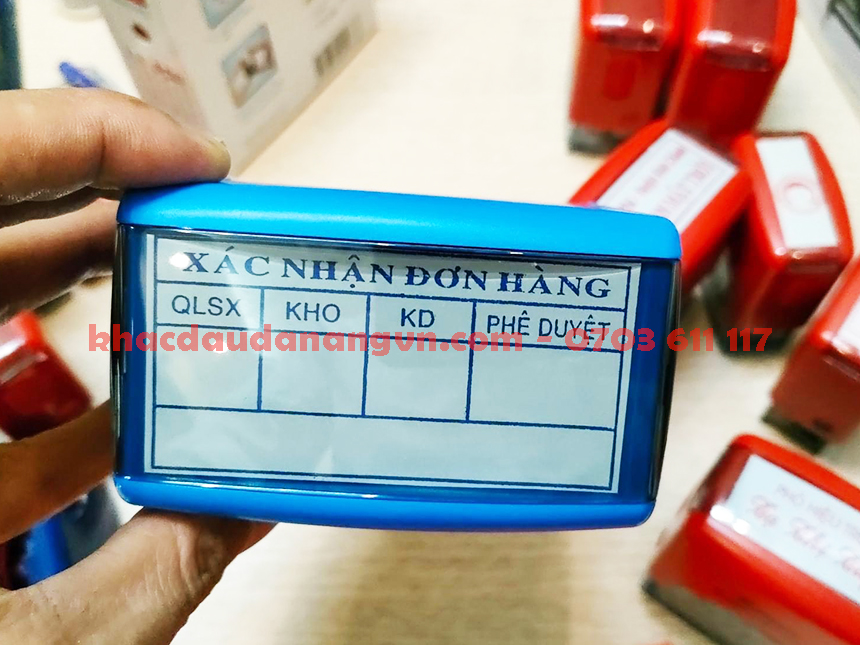 XÁC NHẬN ĐƠN HÀNG
QLSX KHO KD PHÊ DUYỆT
khacdaudanangvn.com - 0703 611 117